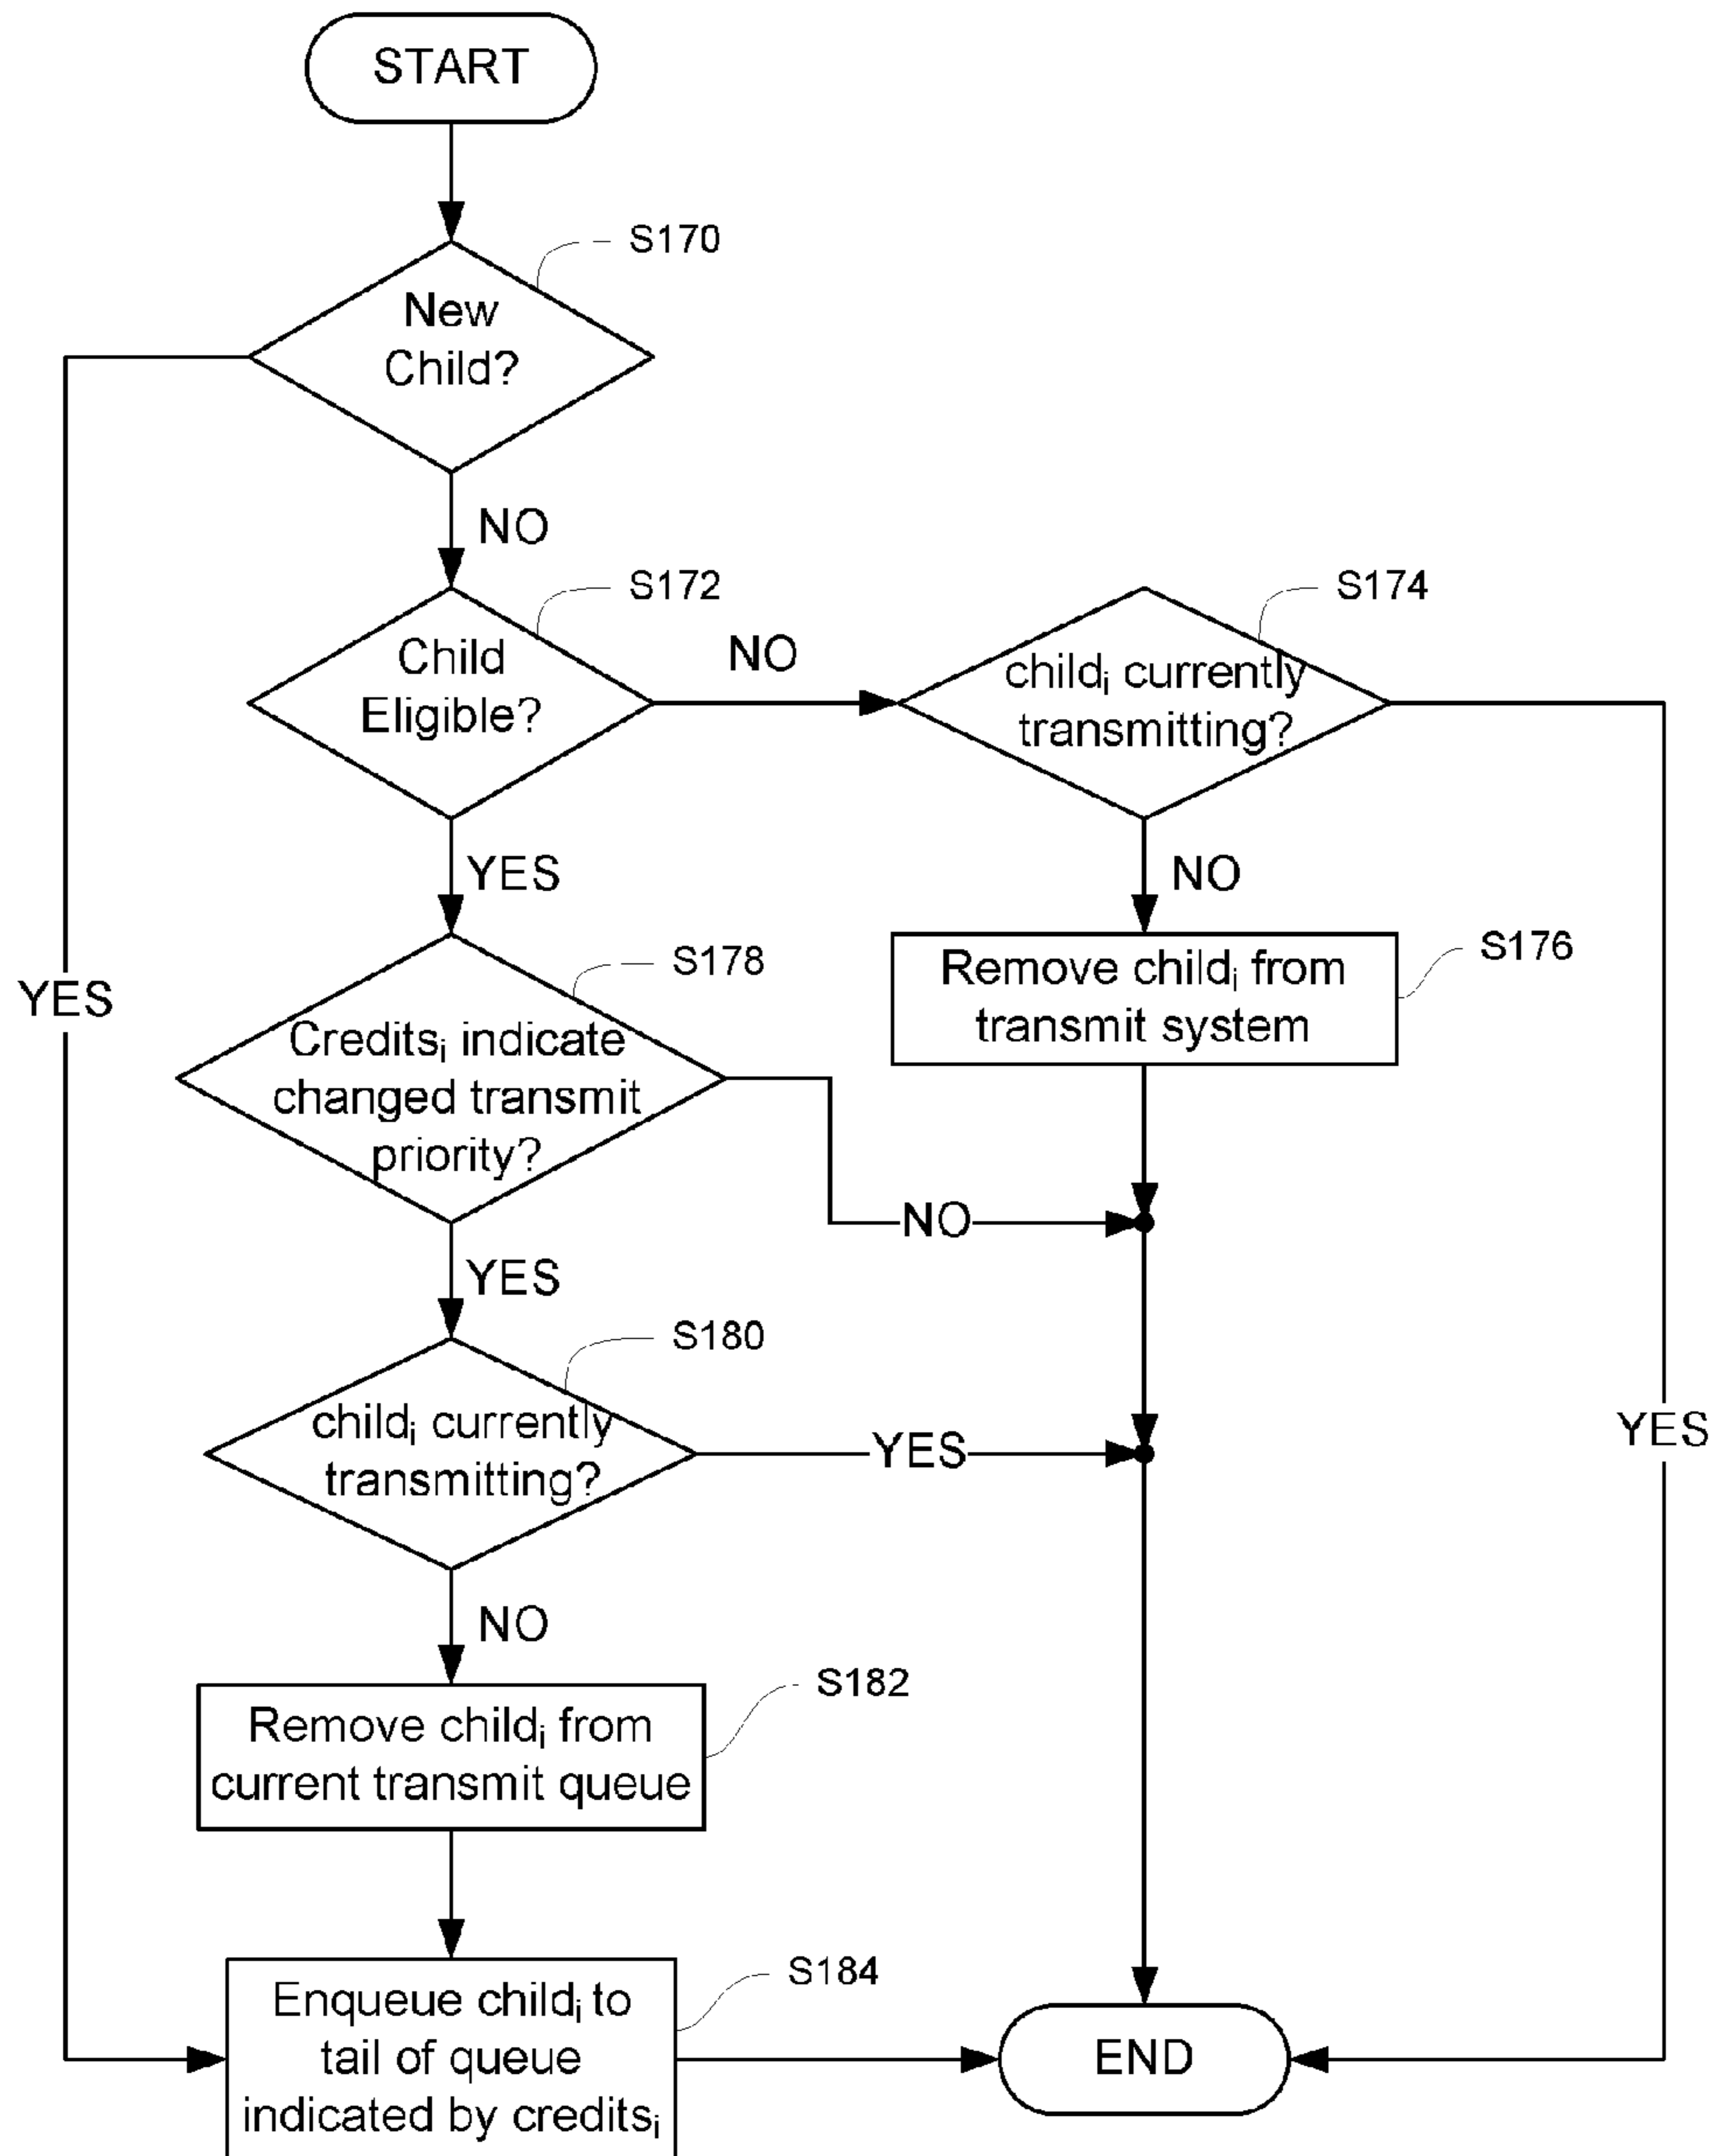 START
S170
New
Child?
NO
S172
Child
Eligible?
NO
S174
childᵢ currently
transmitting?
YES
NO
S178
S176
Remove childᵢ from
transmit system
YES
Creditsᵢ indicate
changed transmit
priority?
NO
YES
S180
childᵢ currently
transmitting?
YES
YES
NO
S182
Remove childᵢ from
current transmit queue
S184
Enqueue childᵢ to
tail of queue
indicated by creditsᵢ
END